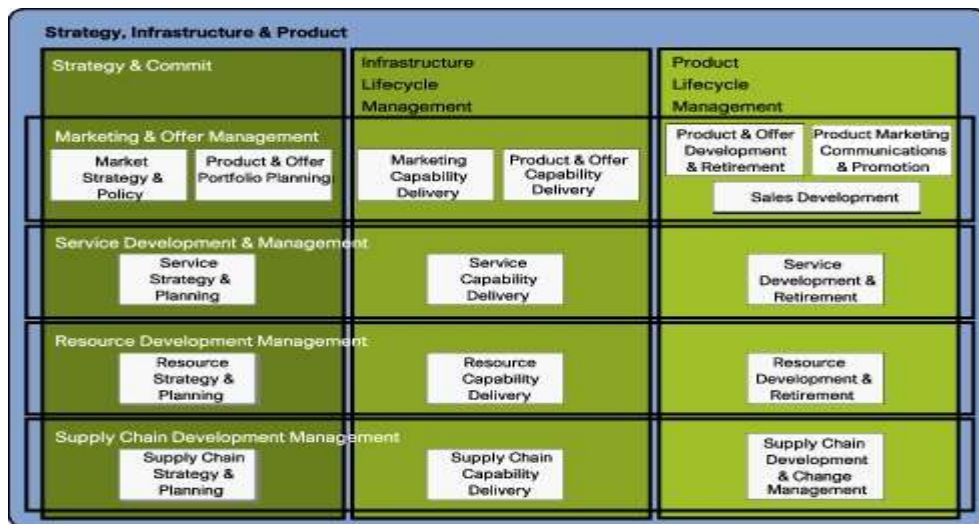 Strategy, Infrastructure & Product
Strategy & Commit
Infrastructure
Lifecycle
Management
Product
Lifecycle
Management
Marketing & Offer Management
Market
Strategy &
Policy
Product & Offer
Portfolio Planning
Marketing
Capability
Delivery
Product & Offer
Capability
Delivery
Product & Offer
Development
& Retirement
Product Marketing
Communications
& Promotion
Sales Development
Service Development & Management
Service
Strategy &
Planning
Service
Capability
Delivery
Service
Development &
Retirement
Resource Development Management
Resource
Strategy &
Planning
Resource
Capability
Delivery
Resource
Development &
Retirement
Supply Chain Development Management
Supply Chain
Strategy &
Planning
Supply Chain
Capability
Delivery
Supply Chain
Development
& Change
Management